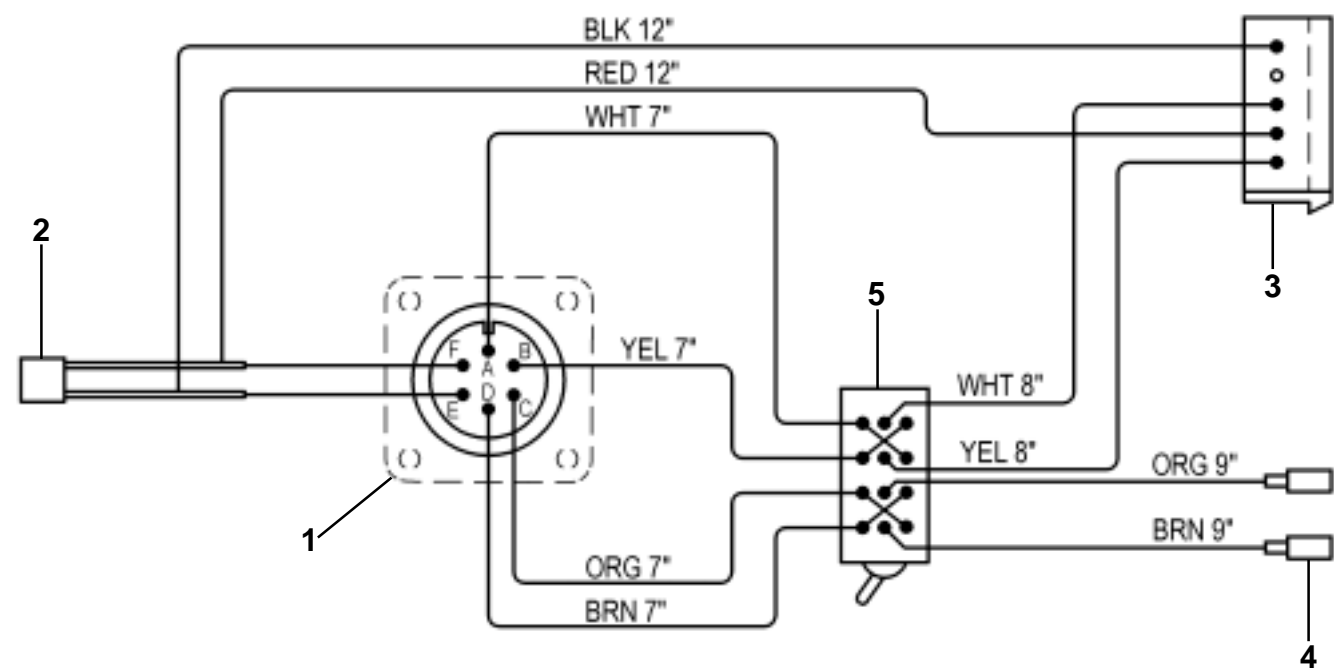 BLK 12"
RED 12"
WHT 7"
2
3
5
F
B
A
YEL 7"
D
E
C
WHT 8"
YEL 8"
ORG 9"
1
BRN 9"
ORG 7"
BRN 7"
4